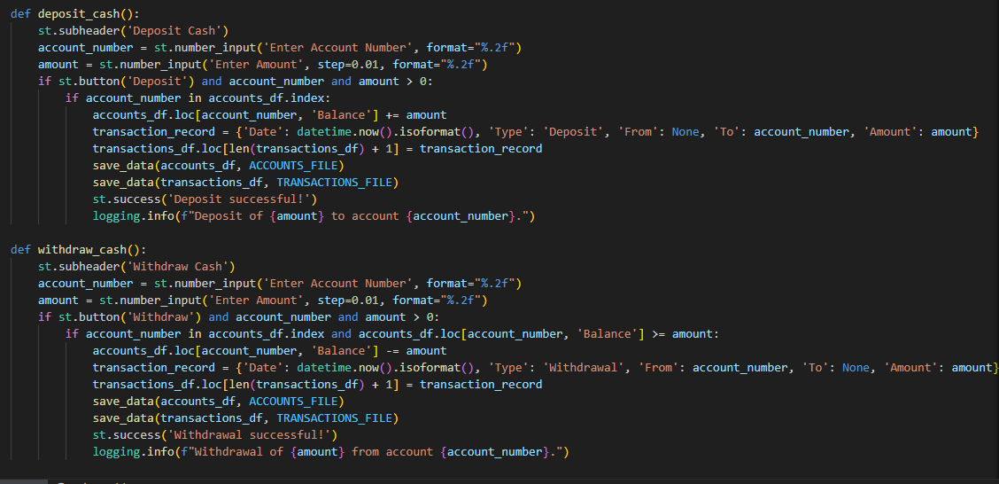 def deposit_cash():
    st.subheader('Deposit Cash')
    account_number = st.number_input('Enter Account Number', format="%.2f")
    amount = st.number_input('Enter Amount', step=0.01, format="%.2f")
    if st.button('Deposit') and account_number and amount > 0:
        if account_number in accounts_df.index:
            accounts_df.loc[account_number, 'Balance'] += amount
            transaction_record = {'Date': datetime.now().isoformat(), 'Type': 'Deposit', 'From': None, 'To': account_number, 'Amount': amount}
            transactions_df.loc[len(transactions_df) + 1] = transaction_record
            save_data(accounts_df, ACCOUNTS_FILE)
            save_data(transactions_df, TRANSACTIONS_FILE)
            st.success('Deposit successful!')
            logging.info(f"Deposit of {amount} to account {account_number}.")

def withdraw_cash():
    st.subheader('Withdraw Cash')
    account_number = st.number_input('Enter Account Number', format="%.2f")
    amount = st.number_input('Enter Amount', step=0.01, format="%.2f")
    if st.button('Withdraw') and account_number and amount > 0:
        if account_number in accounts_df.index and accounts_df.loc[account_number, 'Balance'] >= amount:
            accounts_df.loc[account_number, 'Balance'] -= amount
            transaction_record = {'Date': datetime.now().isoformat(), 'Type': 'Withdrawal', 'From': account_number, 'To': None, 'Amount': amount}
            transactions_df.loc[len(transactions_df) + 1] = transaction_record
            save_data(accounts_df, ACCOUNTS_FILE)
            save_data(transactions_df, TRANSACTIONS_FILE)
            st.success('Withdrawal successful!')
            logging.info(f"Withdrawal of {amount} from account {account_number}.")